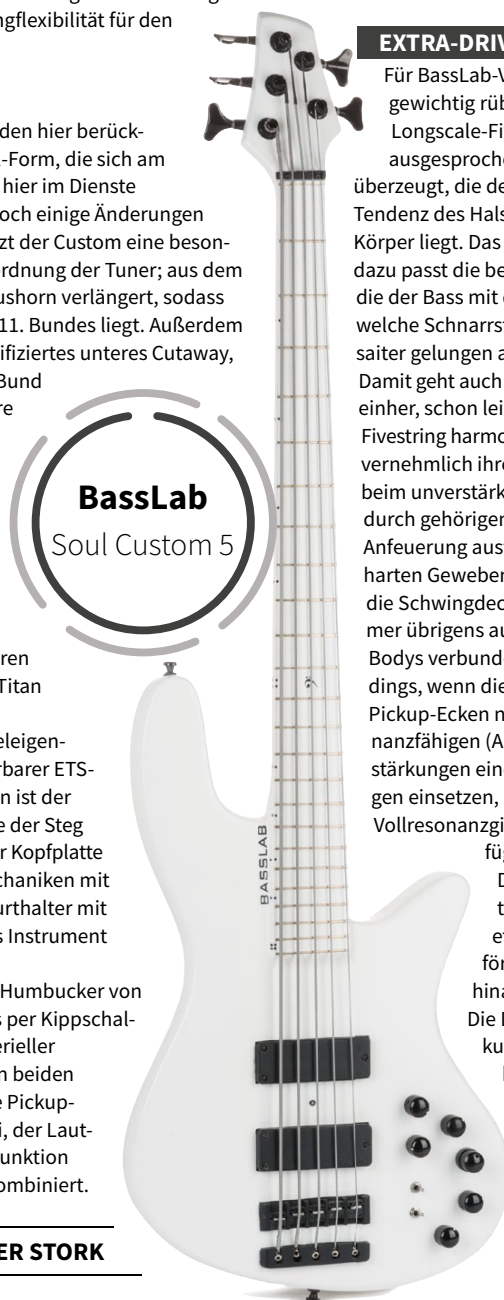 ngflexibilität für den
den hier berück-
-Form, die sich am
hier im Dienste
och einige Änderungen
zt der Custom eine beson-
ordnung der Tuner; aus dem
ushorn verlängert, sodass
11. Bundes liegt. Außerdem
ifiziertes unteres Cutaway,
Bund
re
BassLab
Soul Custom 5
ren
Titan
eleigen-
rbarer ETS-
n ist der
e der Steg
r Kopfplatte
chaniken mit
urthalter mit
s Instrument
Humbucker von
s per Kippschal-
erieller
n beiden
e Pickup-
i, der Laut-
unktion
ombiniert.
ER STORK
BASSLAB
EXTRA-DRIV
Für BassLab-V
gewichtig rüb
Longscale-Fi
ausgesproche
überzeugt, die de
Tendenz des Hals
Körper liegt. Das
dazu passt die be
die der Bass mit
welche Schnarrst
saiter gelungen a
Damit geht auch
einher, schon lei
Fivestring harmo
vernehmlich ihre
beim unverstärk
durch gehörigen
Anfeuerung aus
harten Geweben
die Schwingdec
mer übrigens au
Bodys verbund
dings, wenn die
Pickup-Ecken n
nanzfähigen (A
stärkungen ein
gen einsetzen,
Vollresonanzgi
füg
D
t
e
för
hina
Die E
ku